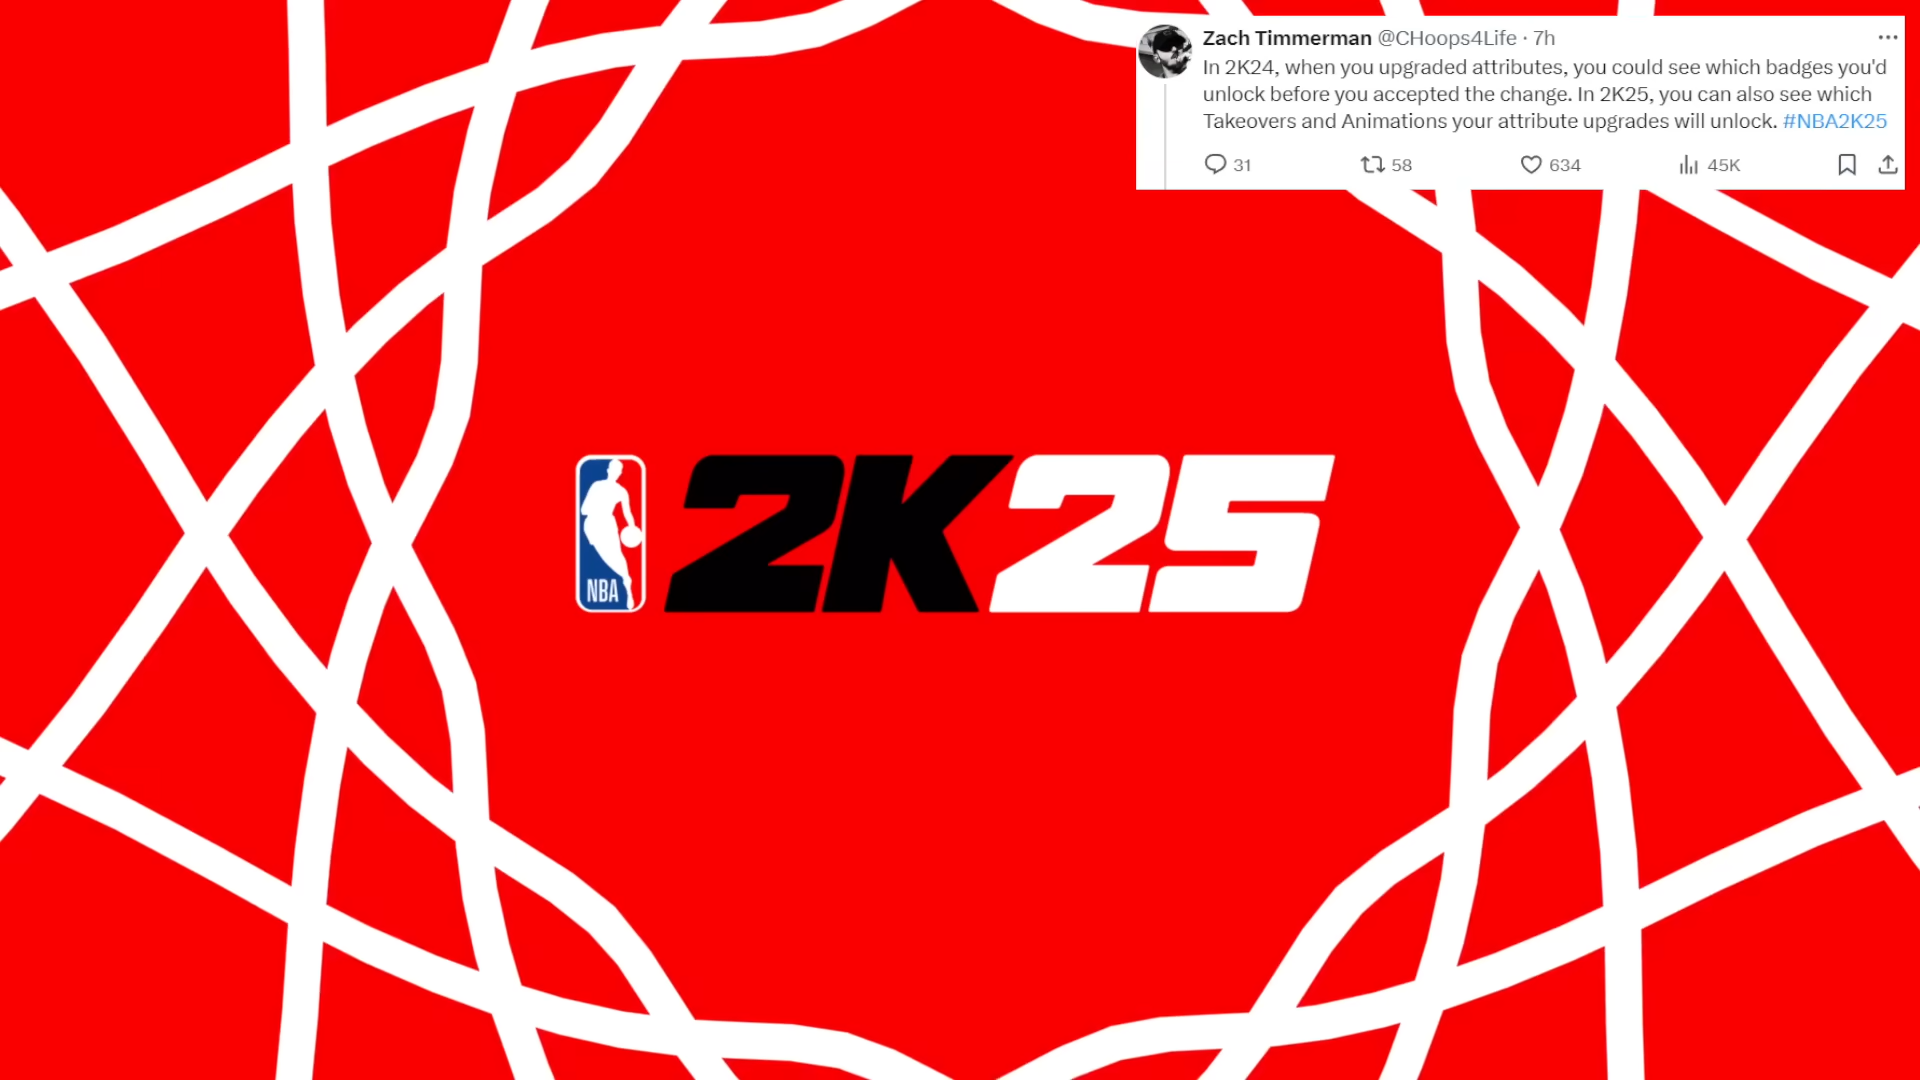 Zach Timmerman @CHoops4Life · 7h
In 2K24, when you upgraded attributes, you could see which badges you'd
unlock before you accepted the change. In 2K25, you can also see which
Takeovers and Animations your attribute upgrades will unlock. #NBA2K25
31 58 634 45K
NBA 2K25